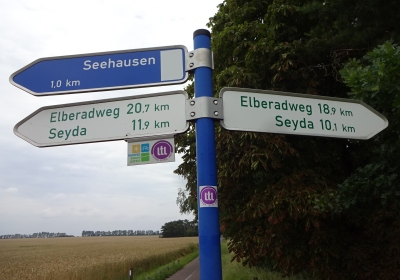 Seehausen
1,0 km
Elberadweg 20,7 km
Seyda 11,9 km
Elberadweg 18,9 km
Seyda 10,1 km